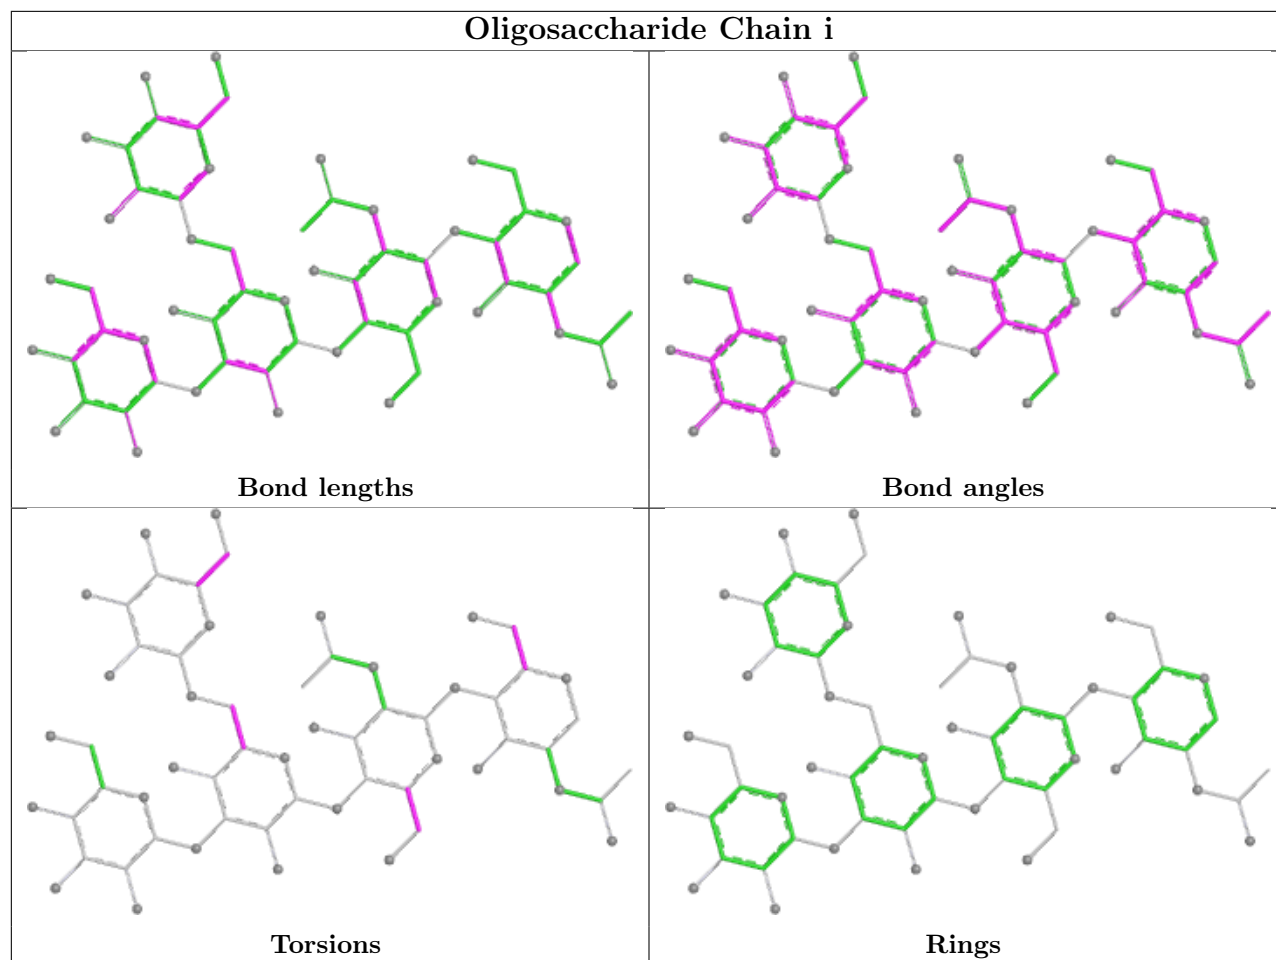 Oligosaccharide Chain i
Bond lengths
Bond angles
Torsions
Rings